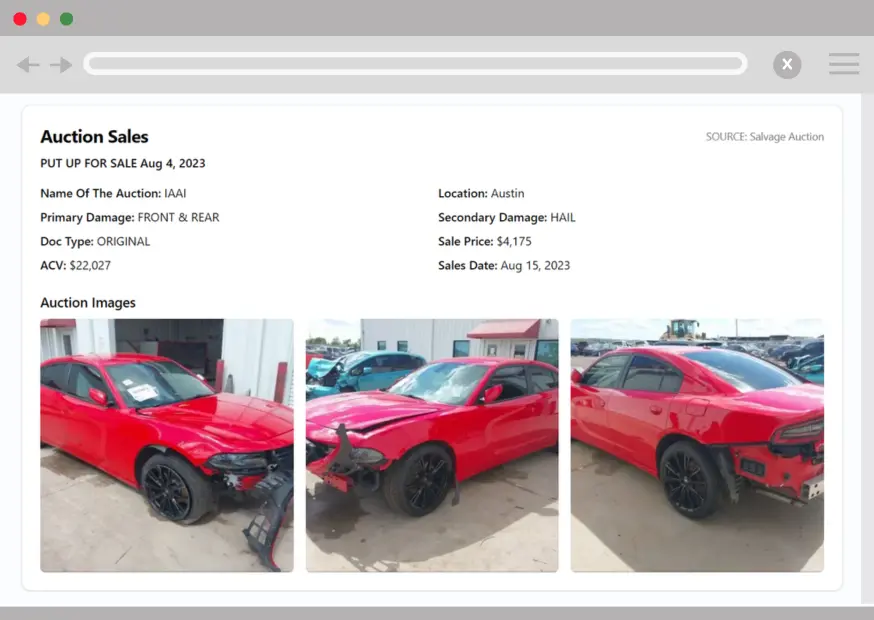 Auction Sales
SOURCE: Salvage Auction
PUT UP FOR SALE Aug 4, 2023
Name Of The Auction: IAAI
Location: Austin
Primary Damage: FRONT & REAR
Secondary Damage: HAIL
Doc Type: ORIGINAL
Sale Price: $4,175
ACV: $22,027
Sales Date: Aug 15, 2023
Auction Images